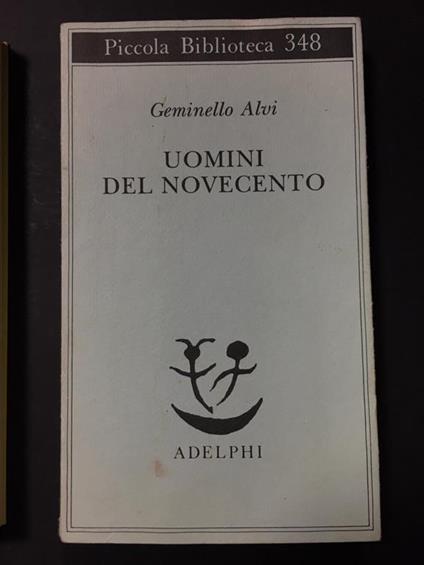 Piccola Biblioteca 348
Geminello Alvi
UOMINI
DEL NOVECENTO
ADELPHI